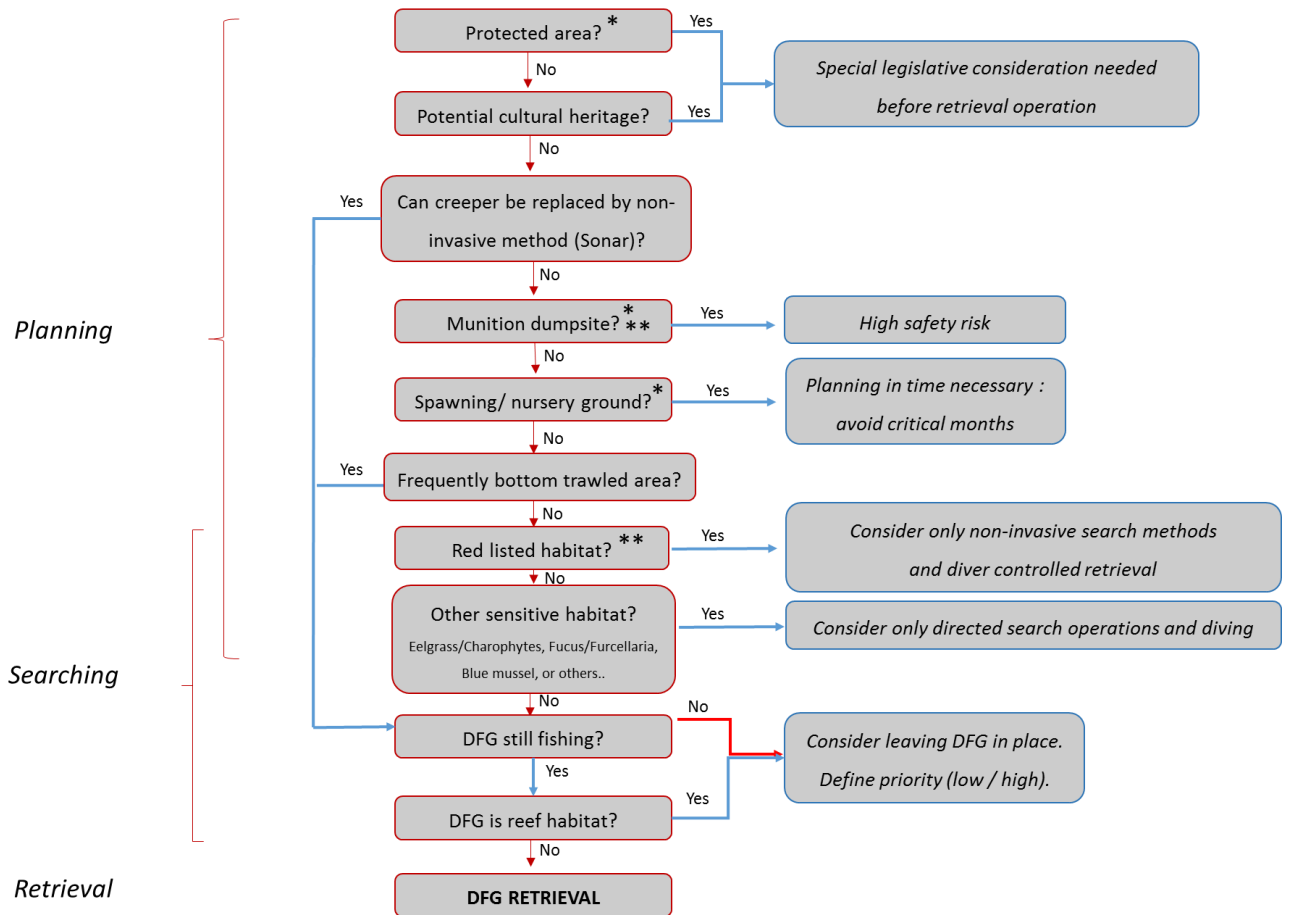 Protected area? *
Yes
No
Special legislative consideration needed
before retrieval operation
Potential cultural heritage?
Yes
No
Can creeper be replaced by non-
invasive method (Sonar)?
Yes
No
Planning
Munition dumpsite? *
**
Yes
High safety risk
No
Spawning/ nursery ground? *
Yes
Planning in time necessary :
avoid critical months
No
Frequently bottom trawled area?
Yes
No
Red listed habitat? **
Yes
Consider only non-invasive search methods
and diver controlled retrieval
No
Other sensitive habitat?
Eelgrass/Charophytes, Fucus/Furcellaria,
Blue mussel, or others..
Yes
Consider only directed search operations and diving
Searching
No
DFG still fishing?
No
Consider leaving DFG in place.
Define priority (low / high).
Yes
DFG is reef habitat?
Yes
No
Retrieval
DFG RETRIEVAL